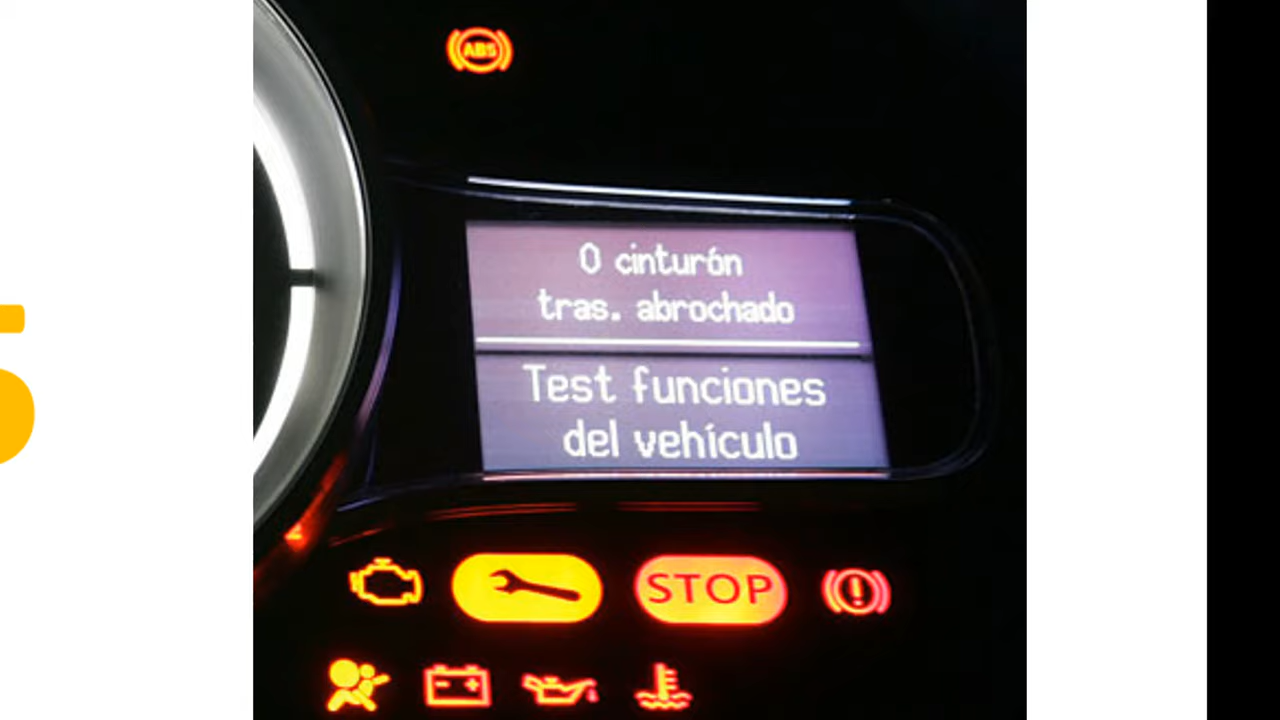 ABS
0 cinturón
tras. abrochado
Test funciones
del vehículo
STOP